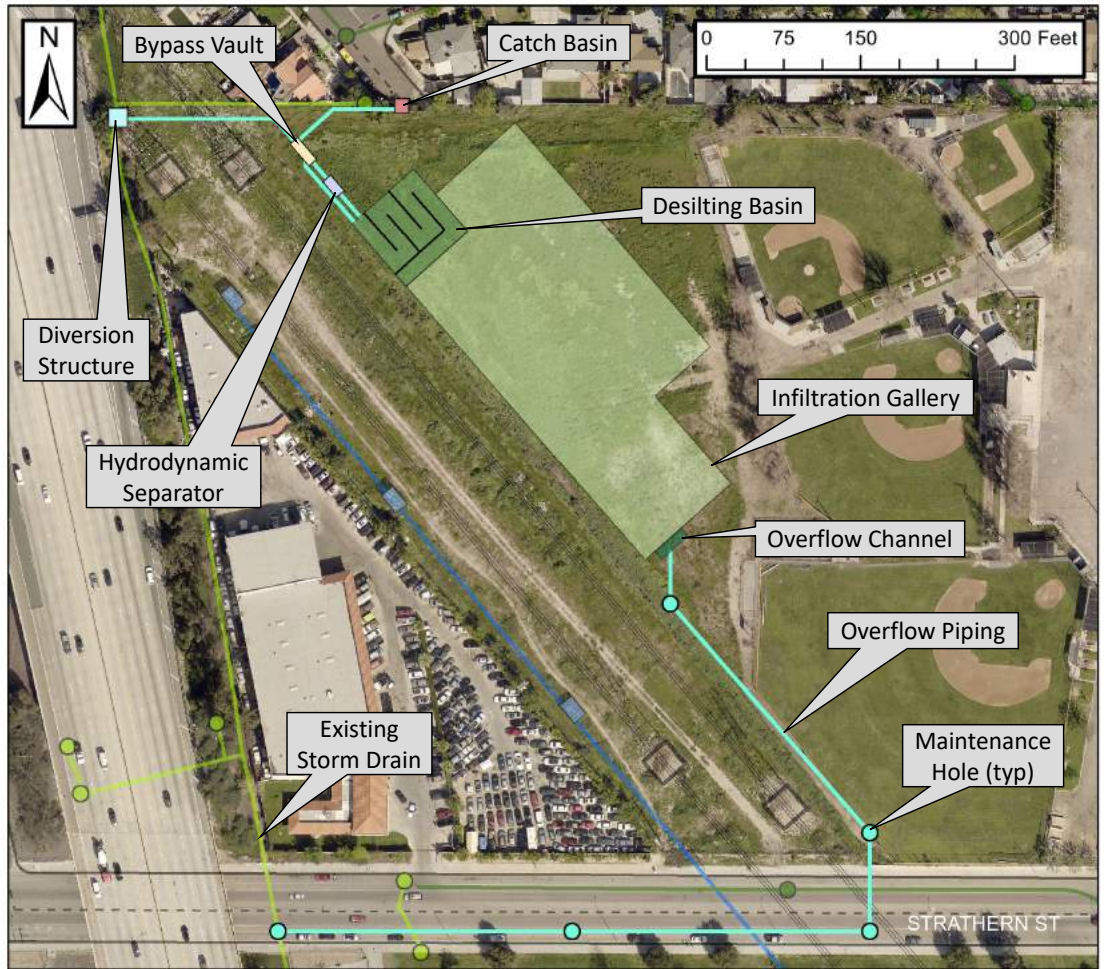 N
0 75 150 300 Feet
Bypass Vault
Catch Basin
Desilting Basin
Diversion
Structure
Infiltration Gallery
Hydrodynamic
Separator
Overflow Channel
Overflow Piping
Existing
Storm Drain
Maintenance
Hole (typ)
STRATHERN ST